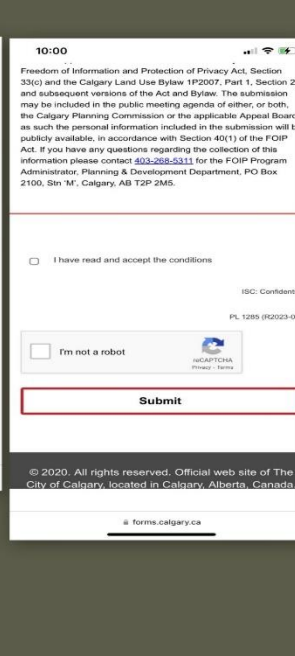 10:00
Freedom of Information and Protection of Privacy Act, Section
33(c) and the Calgary Land Use Bylaw 1P2007, Part 1, Section 2
and subsequent versions of the Act and Bylaw. The submission
may be included in the public meeting agenda of either, or both,
the Calgary Planning Commission or the applicable Appeal Board
as such the personal information included in the submission will b
publicly available, in accordance with Section 40(1) of the FOIP
Act. If you have any questions regarding the collection of this
information please contact 403-268-5311 for the FOIP Program
Administrator, Planning & Development Department, PO Box
2100, Stn 'M', Calgary, AB T2P 2M5.
I have read and accept the conditions
ISC: Confident
PL 1285 (R2023-0
I'm not a robot
reCAPTCHA
Privacy - Terms
Submit
© 2020. All rights reserved. Official web site of The
City of Calgary, located in Calgary, Alberta, Canada.
forms.calgary.ca